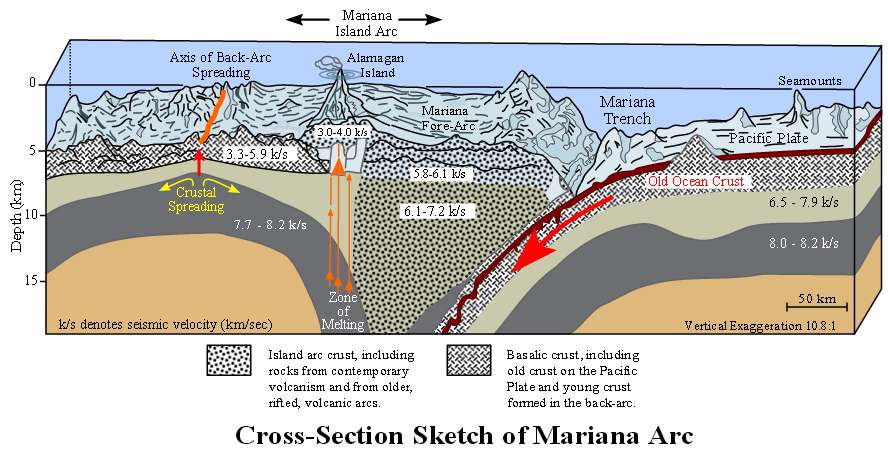 Mariana
Island Arc
Axis of Back-Arc
Spreading
Alamagan
Island
Seamounts
Mariana
Fore-Arc
Mariana
Trench
Pacific Plate
0
5
10
15
Depth (km)
3.0-4.0 k/s
3.3-5.9 k/s
5.8-6.1 k/s
Old Ocean Crust
Crustal
Spreading
6.1-7.2 k/s
6.5 - 7.9 k/s
7.7 - 8.2 k/s
8.0 - 8.2 k/s
Zone
of
Melting
50 km
k/s denotes seismic velocity (km/sec)
Vertical Exaggeration 10.8:1
Island arc crust, including
rocks from contemporary
volcanism and from older,
rifted, volcanic arcs.
Basalic crust, including
old crust on the Pacific
Plate and young crust
formed in the back-arc.
Cross-Section Sketch of Mariana Arc